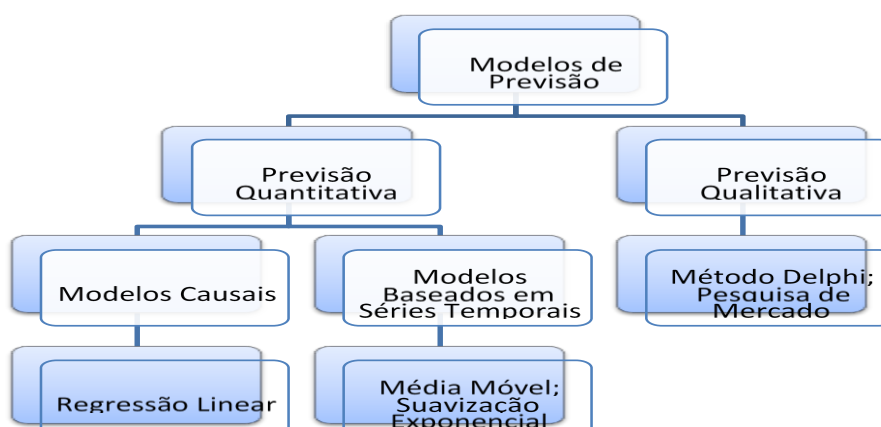 Modelos de
Previsão
Previsão
Quantitativa
Previsão
Qualitativa
Modelos Causais
Modelos
Baseados em
Séries Temporais
Método Delphi;
Pesquisa de
Mercado
Regressão Linear
Média Móvel;
Suavização
Exponencial